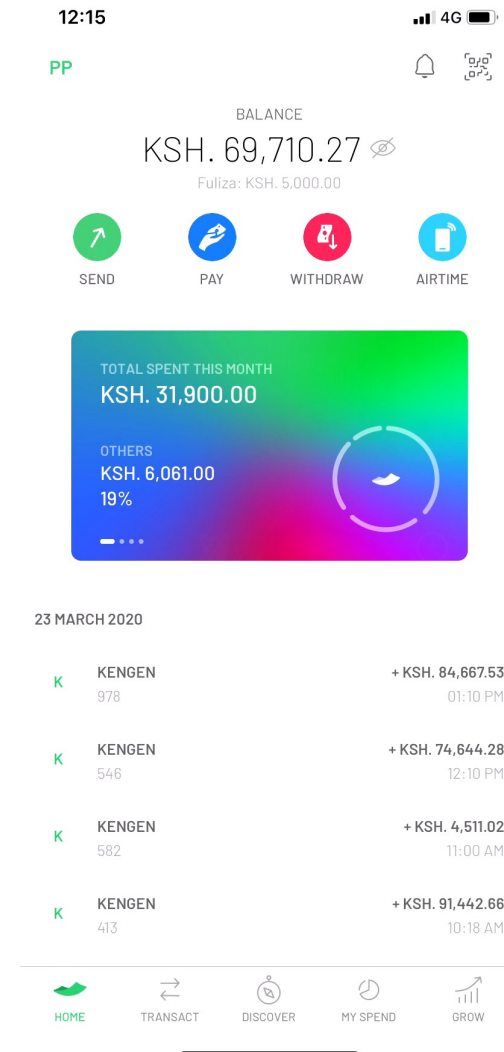 12:15
4G
PP
BALANCE
KSH. 69,710.27
Fuliza: KSH. 5,000.00
SEND
PAY
WITHDRAW
AIRTIME
TOTAL SPENT THIS MONTH
KSH. 31,900.00
OTHERS
KSH. 6,061.00
19%
23 MARCH 2020
K
KENGEN
+ KSH. 84,667.53
978
01:10 PM
K
KENGEN
+ KSH. 74,644.28
546
12:10 PM
K
KENGEN
+ KSH. 4,511.02
582
11:00 AM
K
KENGEN
+ KSH. 91,442.66
413
10:18 AM
HOME
TRANSACT
DISCOVER
MY SPEND
GROW